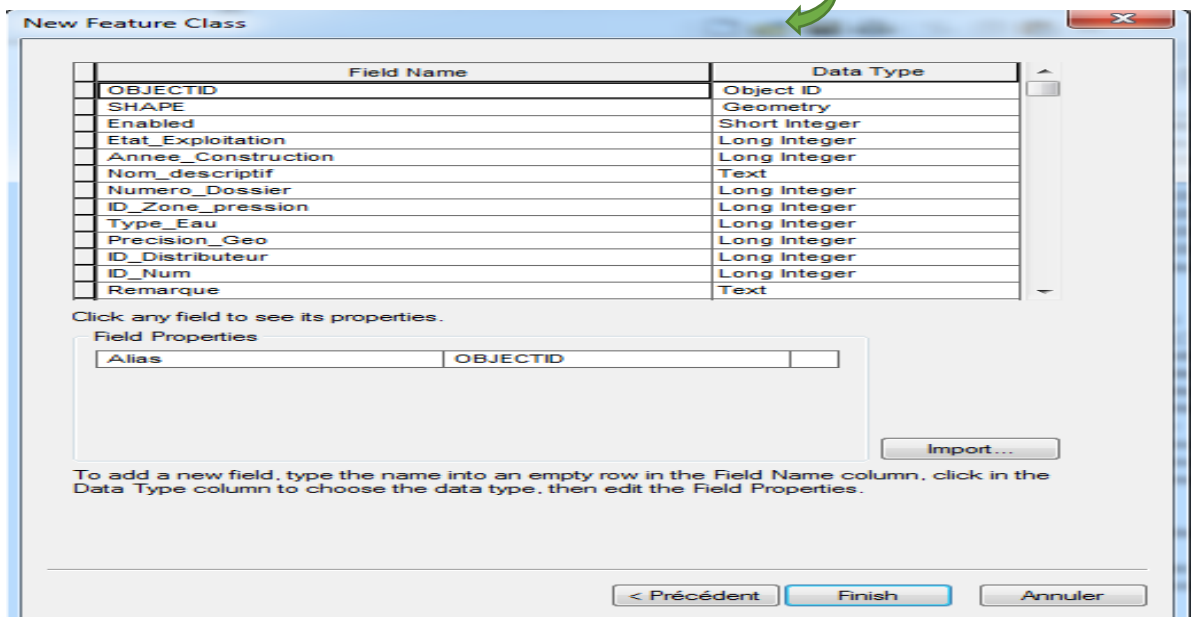 New Feature Class
Field Name Data Type
OBJECTID Object ID
SHAPE Geometry
Enabled Short Integer
Etat_Exploitation Long Integer
Annee_Construction Long Integer
Nom_descriptif Text
Numero_Dossier Long Integer
ID_Zone_pression Long Integer
Type_Eau Long Integer
Precision_Geo Long Integer
ID_Distributeur Long Integer
ID_Num Long Integer
Remarque Text
Click any field to see its properties.
Field Properties
Alias OBJECTID
Import...
To add a new field, type the name into an empty row in the Field Name column, click in the
Data Type column to choose the data type, then edit the Field Properties.
< Précédent Finish Annuler